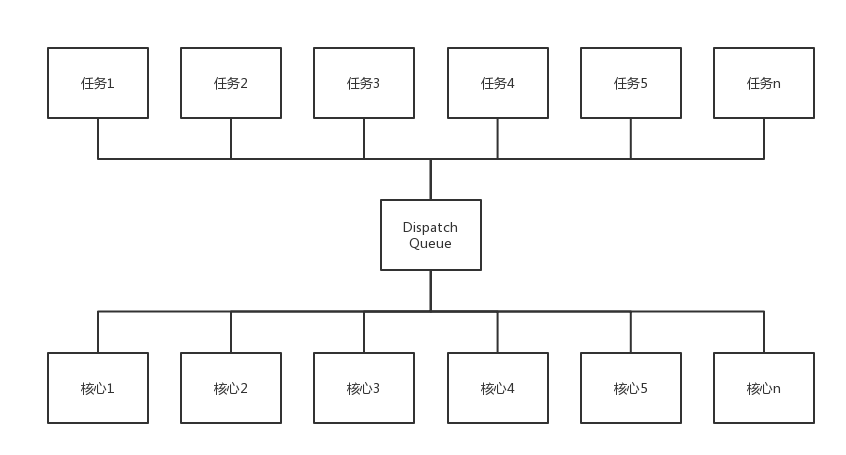 任务1
任务2
任务3
任务4
任务5
任务n
Dispatch
Queue
核心1
核心2
核心3
核心4
核心5
核心n